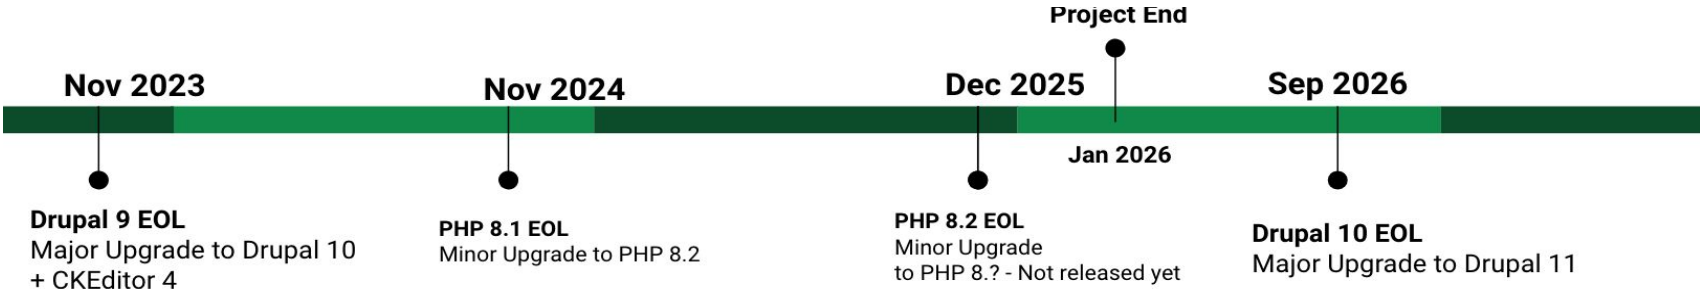 Project End
Nov 2023
Nov 2024
Dec 2025
Sep 2026
Jan 2026
Drupal 9 EOL
Major Upgrade to Drupal 10
+ CKEditor 4
PHP 8.1 EOL
Minor Upgrade to PHP 8.2
PHP 8.2 EOL
Minor Upgrade
to PHP 8.? - Not released yet
Drupal 10 EOL
Major Upgrade to Drupal 11